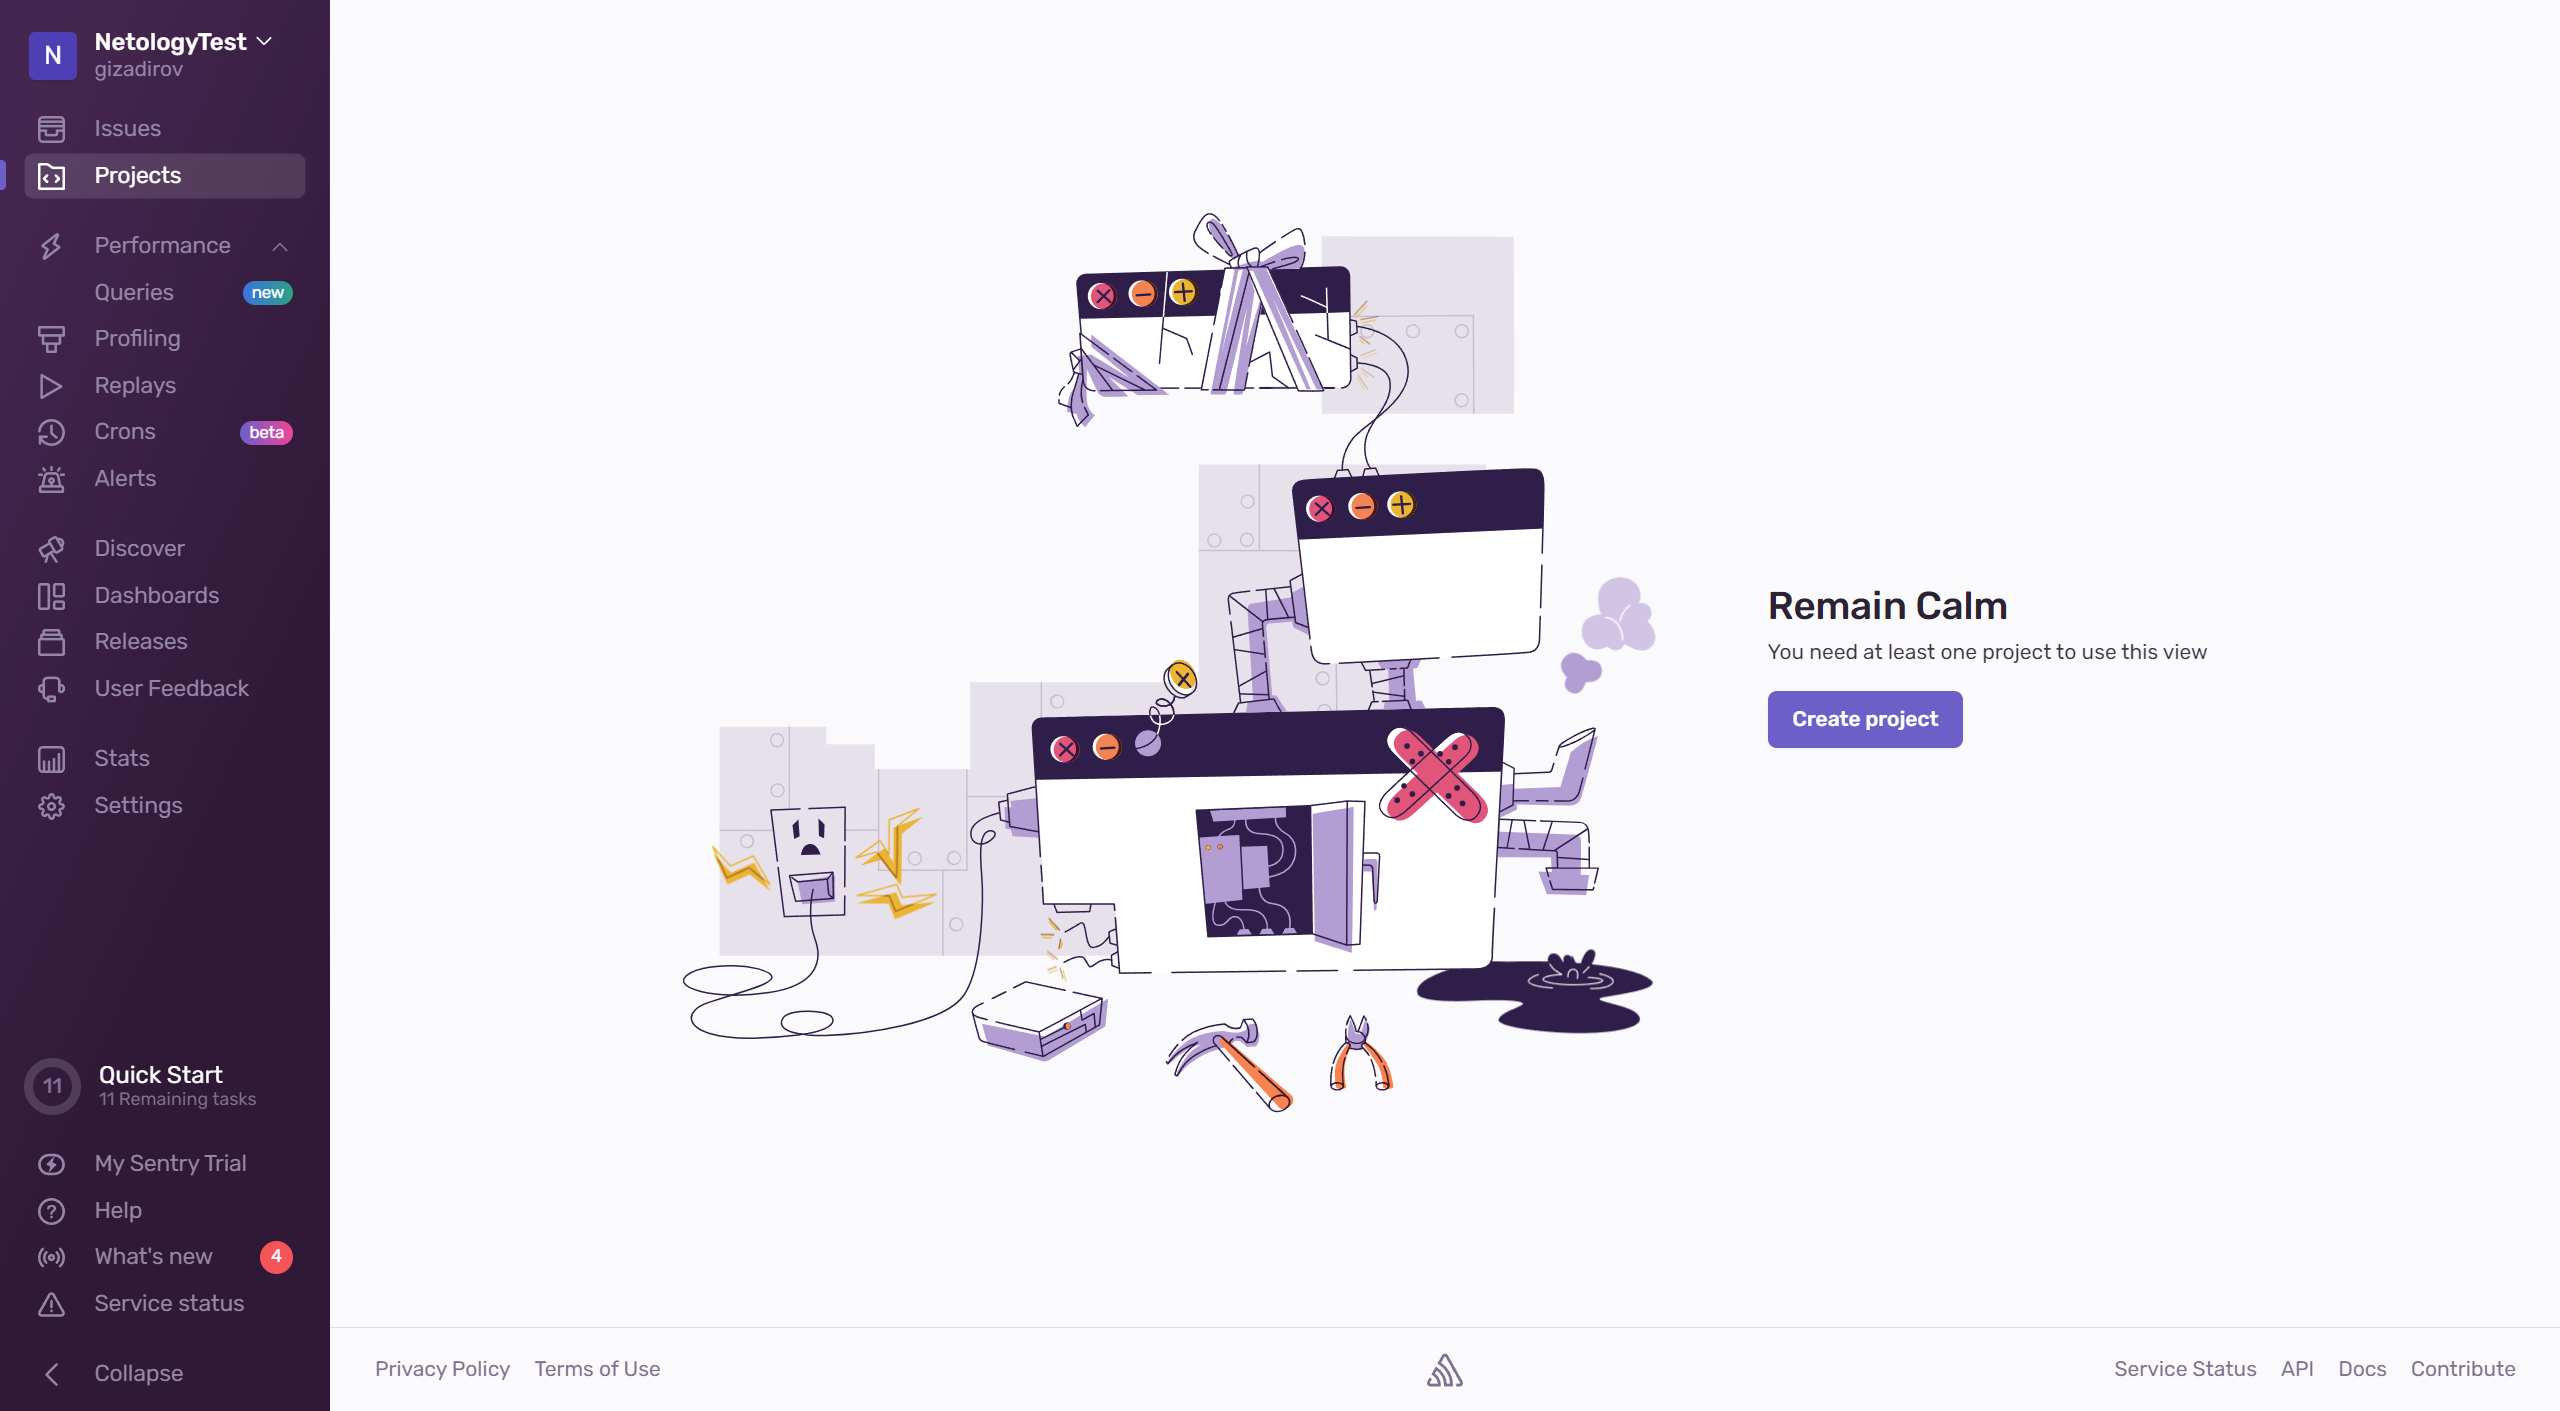 N
NetologyTest
gizadirov
Issues
Projects
Performance
Queries new
Profiling
Replays
Crons beta
Alerts
Discover
Dashboards
Releases
User Feedback
Stats
Settings
11
Quick Start
11 Remaining tasks
My Sentry Trial
Help
What's new 4
Service status
Collapse
Remain Calm
You need at least one project to use this view
Create project
Privacy Policy Terms of Use
Service Status API Docs Contribute